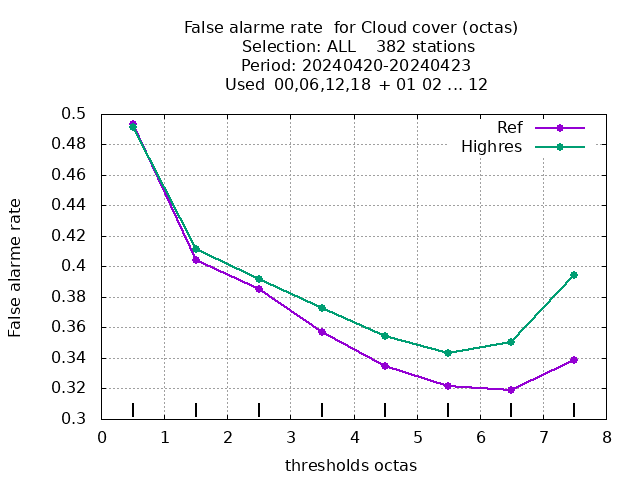 False alarme rate  for Cloud cover (octas)
Selection: ALL    382 stations
Period: 20240420-20240423
Used  00,06,12,18 + 01 02 ... 12
0.5
Ref
0.48
Highres
0.46
0.44
0.42
0.4
0.38
0.36
0.34
0.32
0.3
False alarme rate
0 1 2 3 4 5 6 7 8
thresholds octas